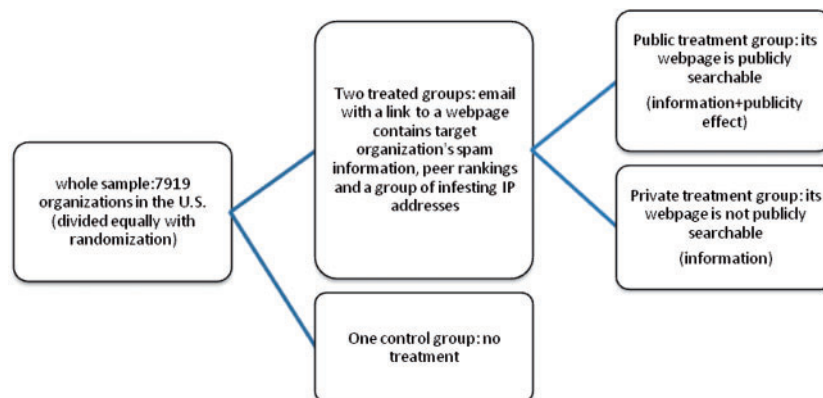 whole sample:7919
organizations in the U.S.
(divided equally with
randomization)
Two treated groups: email
with a link to a webpage
contains target
organization's spam
information, peer rankings
and a group of infesting IP
addresses
One control group: no
treatment
Public treatment group: its
webpage is publicly
searchable
(information+publicity
effect)
Private treatment group: its
webpage is not publicly
searchable
(information)